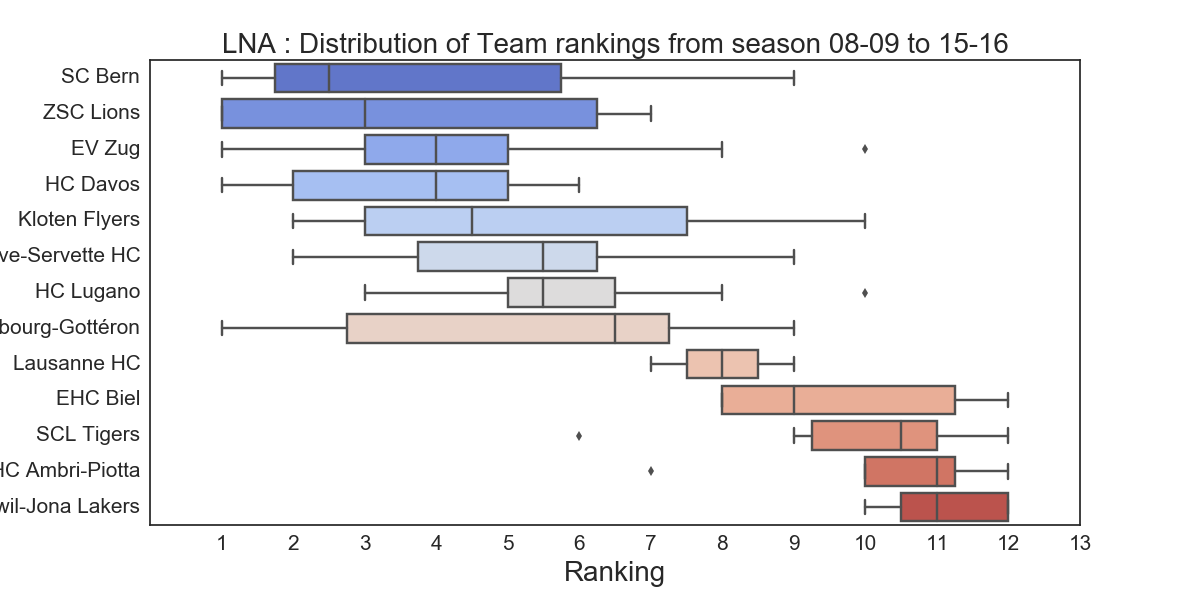 LNA : Distribution of Team rankings from season 08-09 to 15-16
SC Bern
ZSC Lions
EV Zug
HC Davos
Kloten Flyers
ve-Servette HC
HC Lugano
bourg-Gottéron
Lausanne HC
EHC Biel
SCL Tigers
HC Ambri-Piotta
wil-Jona Lakers
1 2 3 4 5 6 7 8 9 10 11 12 13
Ranking